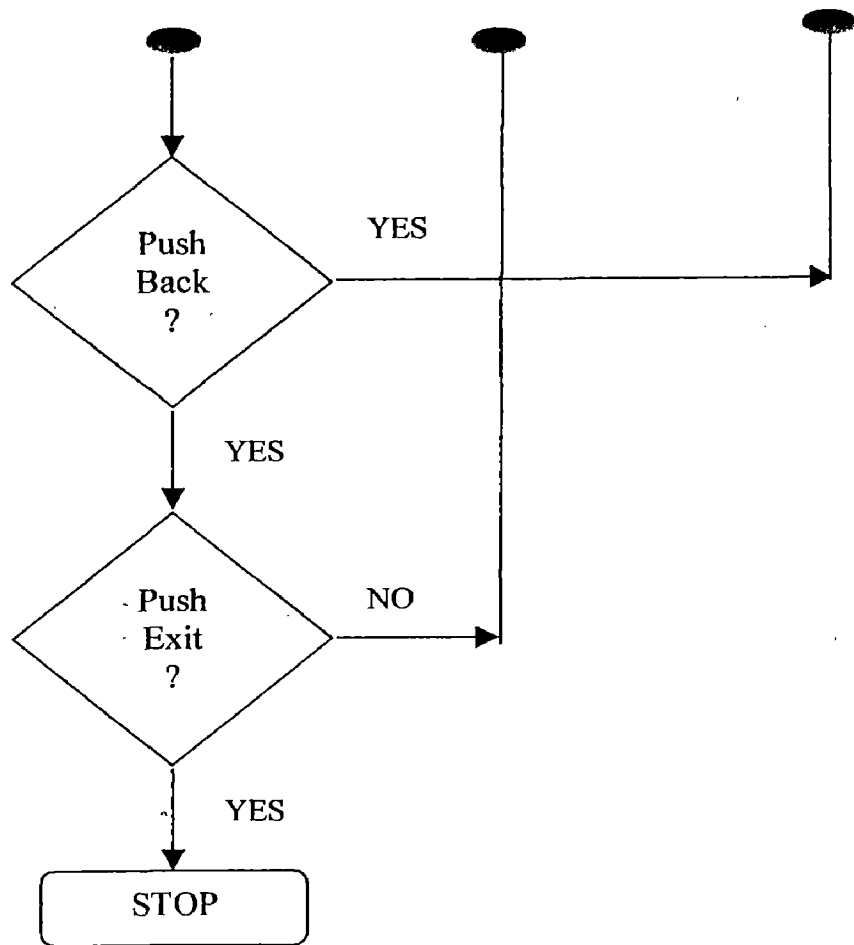 Push
Back
?
YES
YES
Push
Exit
?
NO
YES
STOP